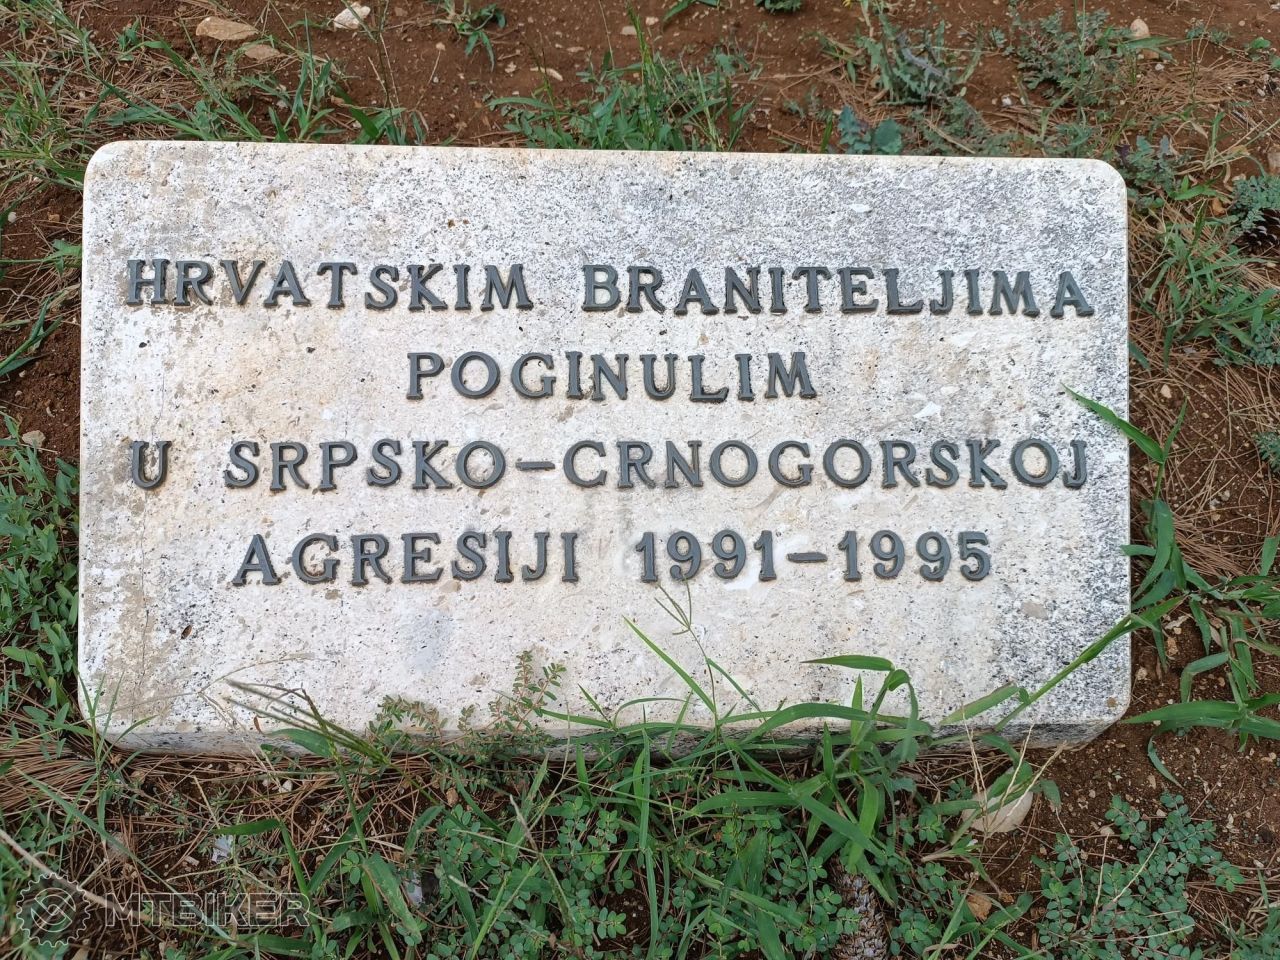 HRVATSKIM BRANITELJIMA
POGINULIM
U SRPSKO-CRNOGORSKOJ
AGRESIJI 1991-1995
MTBIKER